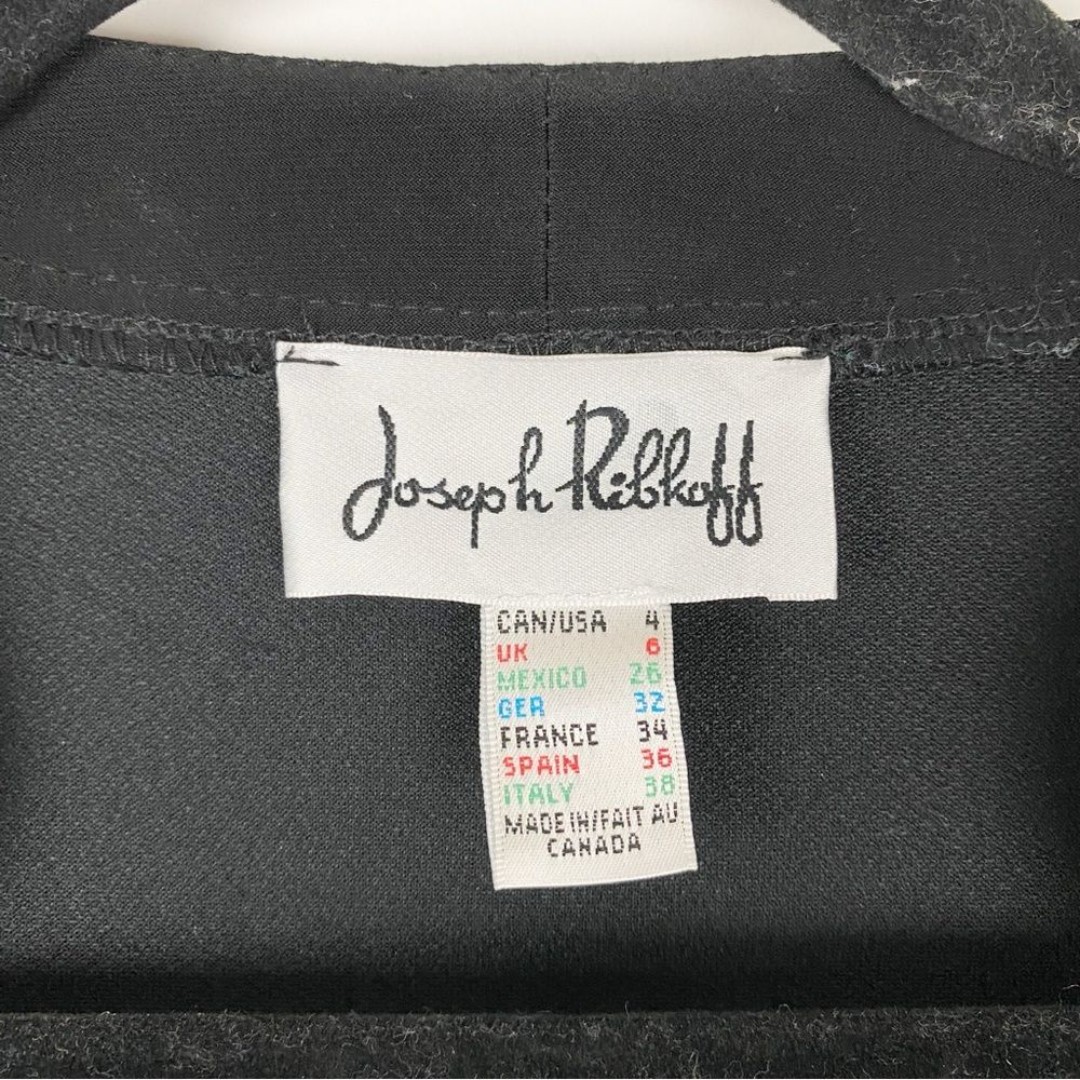 Joseph Ribkoff
CAN/USA 4
UK 6
MEXICO 26
GER 32
FRANCE 34
SPAIN 36
ITALY 38
MADE IN/FAIT AU
CANADA